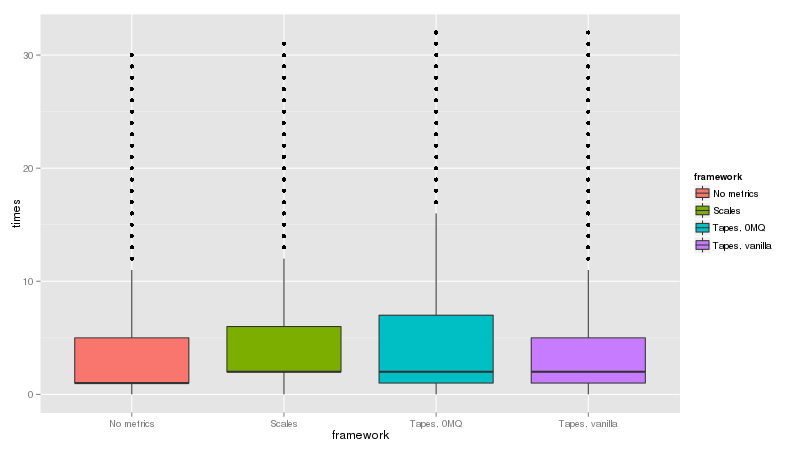 30
20
10
0
times
No metrics
Scales
Tapes, 0MQ
Tapes, vanilla
framework
framework
No metrics
Scales
Tapes, 0MQ
Tapes, vanilla